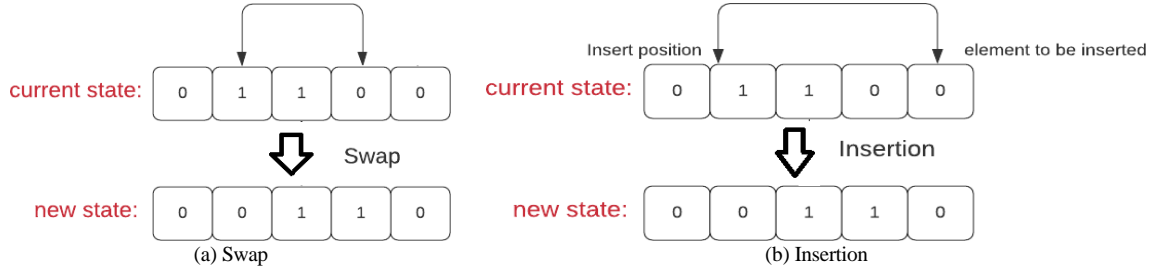 Insert position element to be inserted
current state: 0 1 1 0 0 current state: 0 1 1 0 0
Swap Insertion
new state: 0 0 1 1 0 new state: 0 0 1 1 0
(a) Swap (b) Insertion